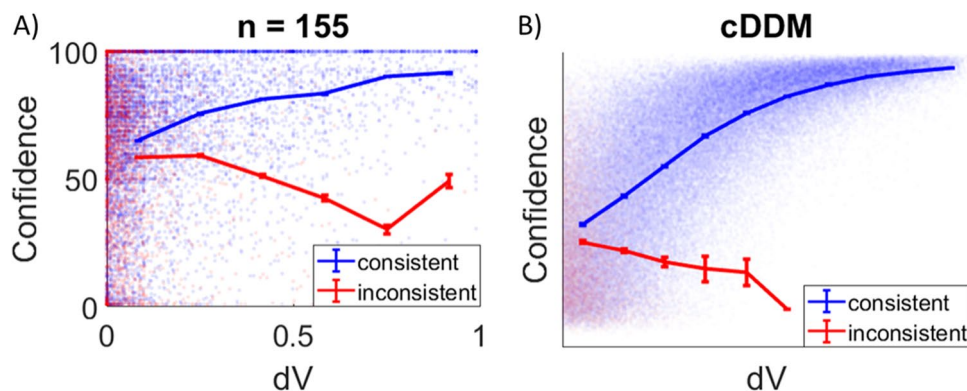 A)
n = 155
100
50
0
Confidence
0
0.5
1
dV
consistent
inconsistent
B)
cDDM
Confidence
dV
consistent
inconsistent